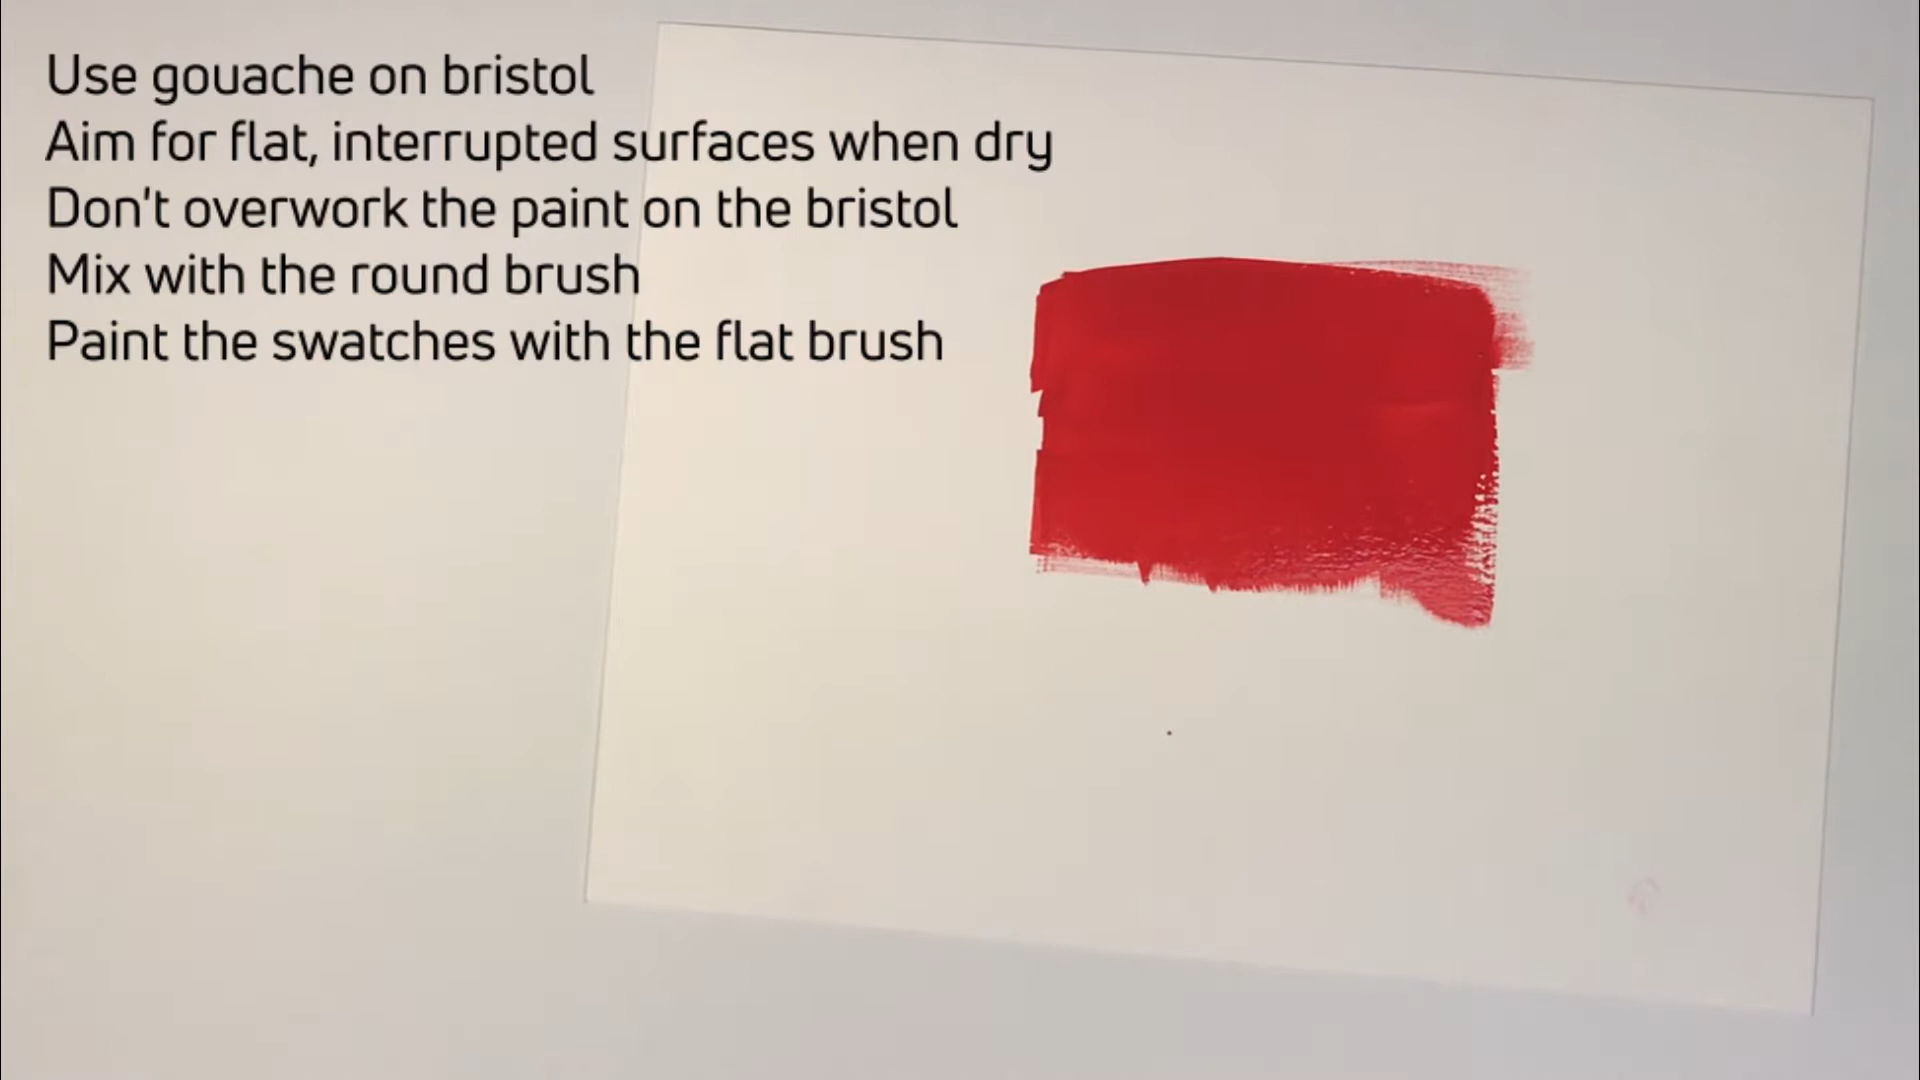 Use gouache on bristol
Aim for flat, interrupted surfaces when dry
Don't overwork the paint on the bristol
Mix with the round brush
Paint the swatches with the flat brush